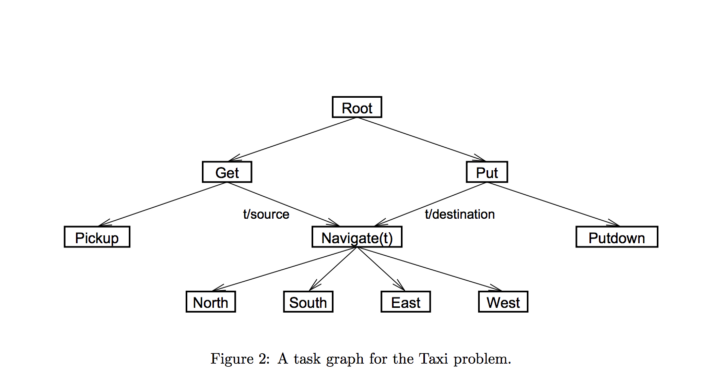 Root
Get
Put
t/source
t/destination
Pickup
Navigate(t)
Putdown
North
South
East
West
Figure 2: A task graph for the Taxi problem.